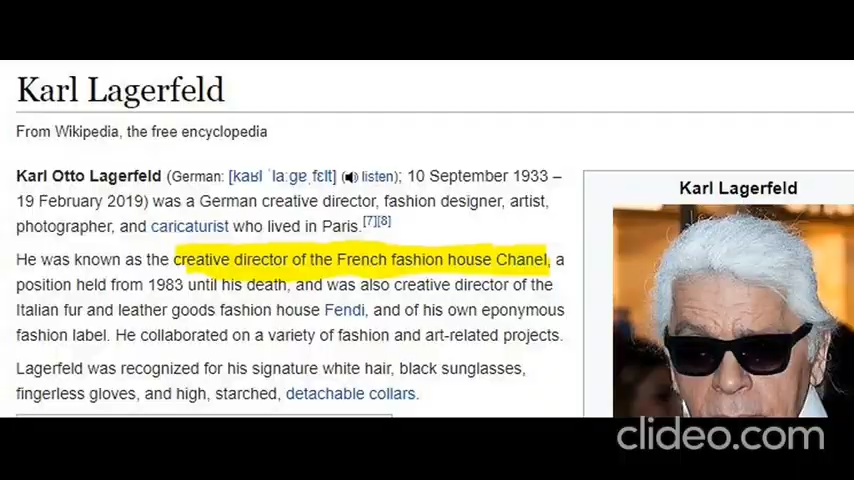 Karl Lagerfeld
From Wikipedia, the free encyclopedia
Karl Otto Lagerfeld (German: [kaʁl ˈlaːɡɐˌfɛlt] (listen); 10 September 1933 –
19 February 2019) was a German creative director, fashion designer, artist,
photographer, and caricaturist who lived in Paris.[7][8]
He was known as the creative director of the French fashion house Chanel, a
position held from 1983 until his death, and was also creative director of the
Italian fur and leather goods fashion house Fendi, and of his own eponymous
fashion label. He collaborated on a variety of fashion and art-related projects.
Lagerfeld was recognized for his signature white hair, black sunglasses,
fingerless gloves, and high, starched, detachable collars.
Karl Lagerfeld
clideo.com